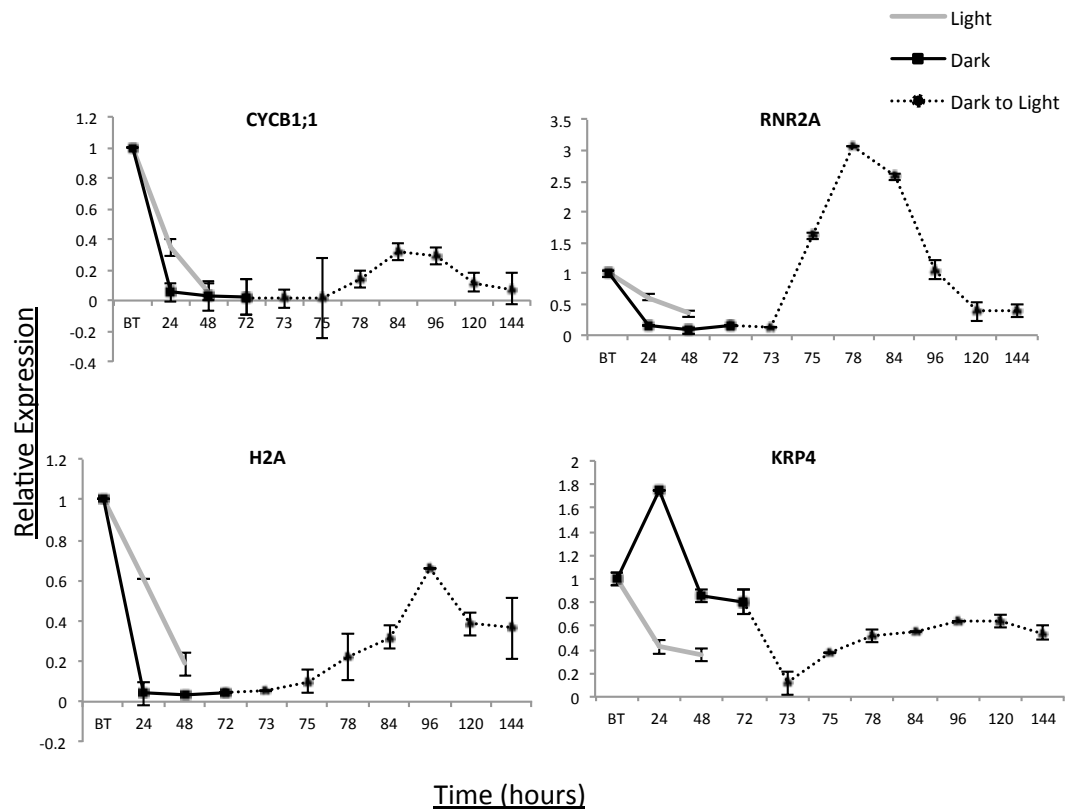 Light
Dark
Dark to Light
CYCB1;1
1.2
1
0.8
0.6
0.4
0.2
0
-0.2
-0.4
BT 24 48 72 73 75 78 84 96 120 144
RNR2A
3.5
3
2.5
2
1.5
1
0.5
0
BT 24 48 72 73 75 78 84 96 120 144
Relative Expression
H2A
1.2
1
0.8
0.6
0.4
0.2
0
-0.2
BT 24 48 72 73 75 78 84 96 120 144
KRP4
2
1.8
1.6
1.4
1.2
1
0.8
0.6
0.4
0.2
0
BT 24 48 72 73 75 78 84 96 120 144
Time (hours)